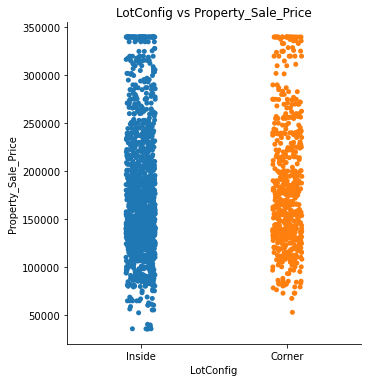 LotConfig vs Property_Sale_Price
350000
300000
250000
200000
150000
100000
50000
Property_Sale_Price
Inside
Corner
LotConfig